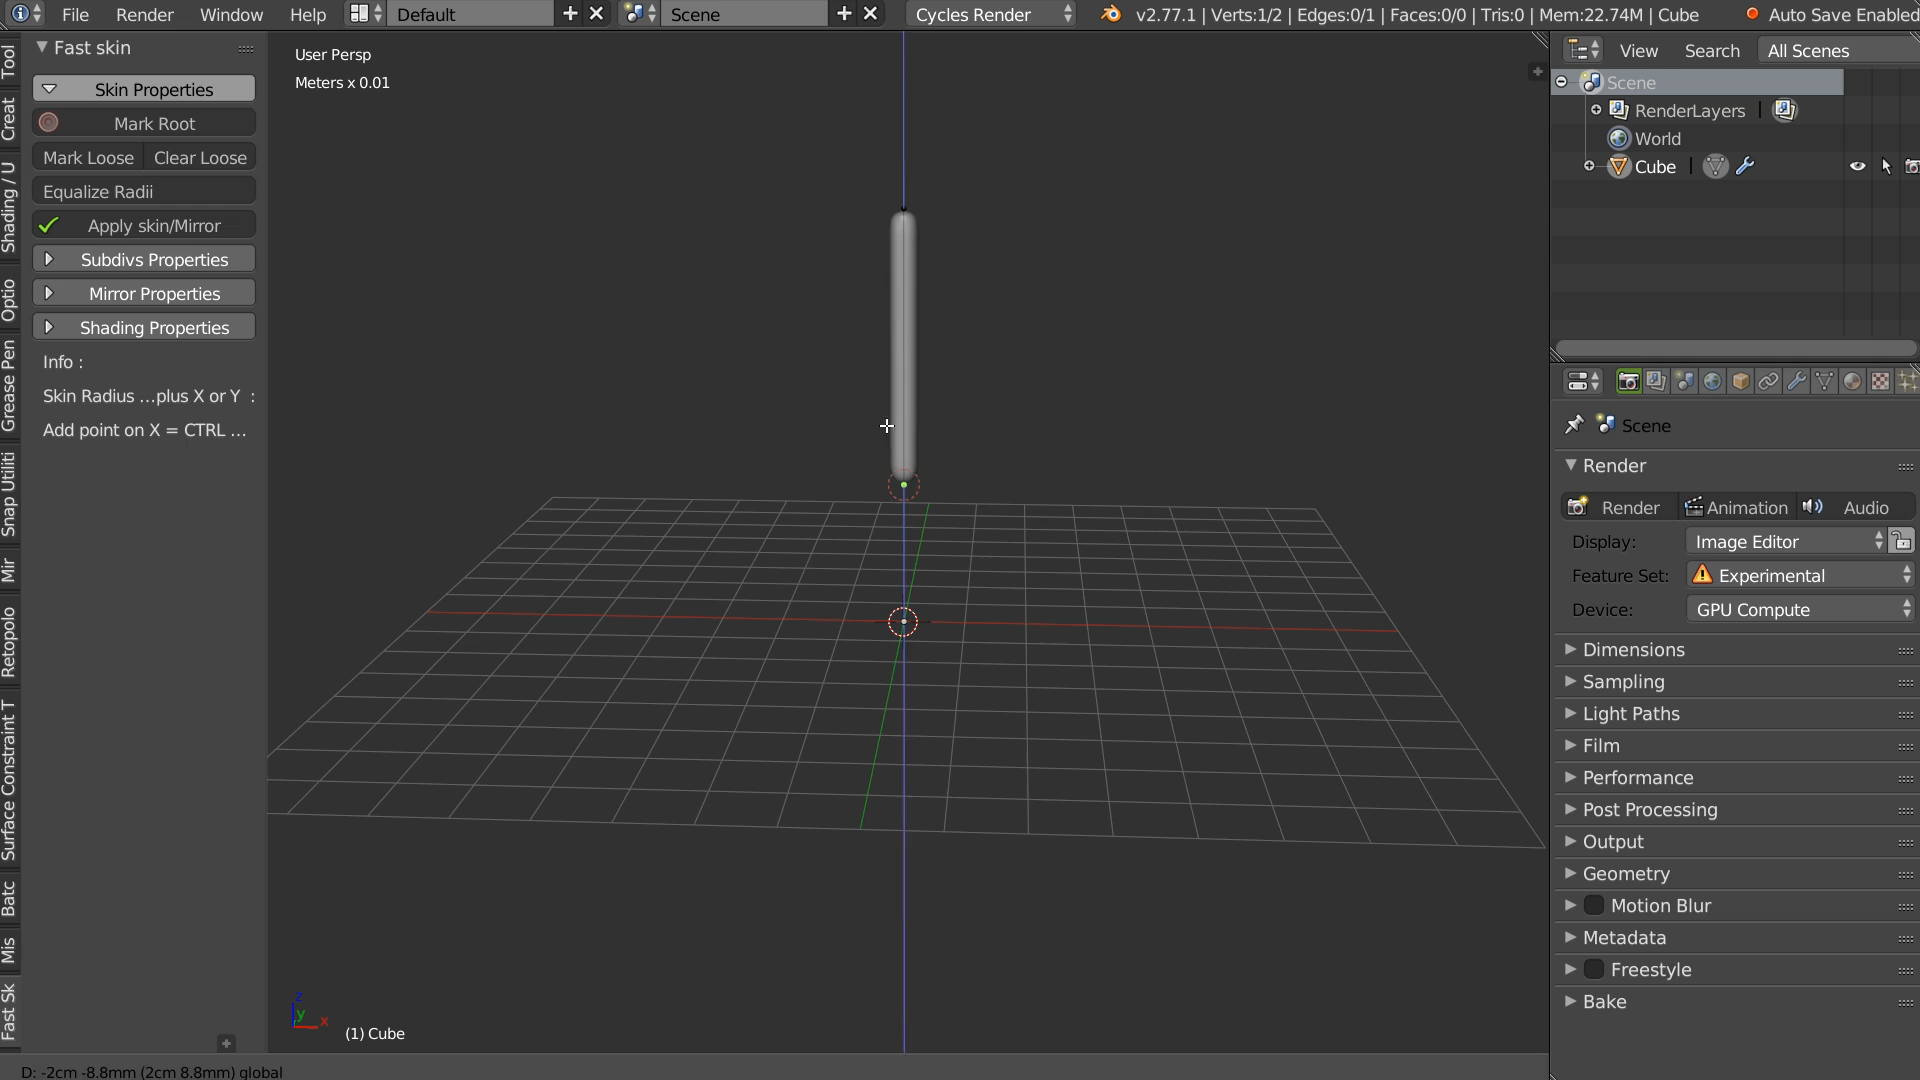 File Render Window Help Default Scene Cycles Render v2.77.1 | Verts:1/2 | Edges:0/1 | Faces:0/0 | Tris:0 | Mem:22.74M | Cube Auto Save Enabled
Fast skin
Skin Properties
Mark Root
Mark Loose Clear Loose
Equalize Radii
Apply skin/Mirror
Subdivs Properties
Mirror Properties
Shading Properties
Info :
Skin Radius ...plus X or Y :
Add point on X = CTRL ...
Tool
Creat
Shading / U
Optio
Grease Pen
Snap Utiliti
Mir
Retopolo
Surface Constraint T
Batc
Mis
Fast Sk
User Persp
Meters x 0.01
z
y
x
(1) Cube
D: -2cm -8.8mm (2cm 8.8mm) global
View Search All Scenes
Scene
RenderLayers |
World
Cube |
Scene
Render
Render Animation Audio
Display: Image Editor
Feature Set: Experimental
Device: GPU Compute
Dimensions
Sampling
Light Paths
Film
Performance
Post Processing
Output
Geometry
Motion Blur
Metadata
Freestyle
Bake